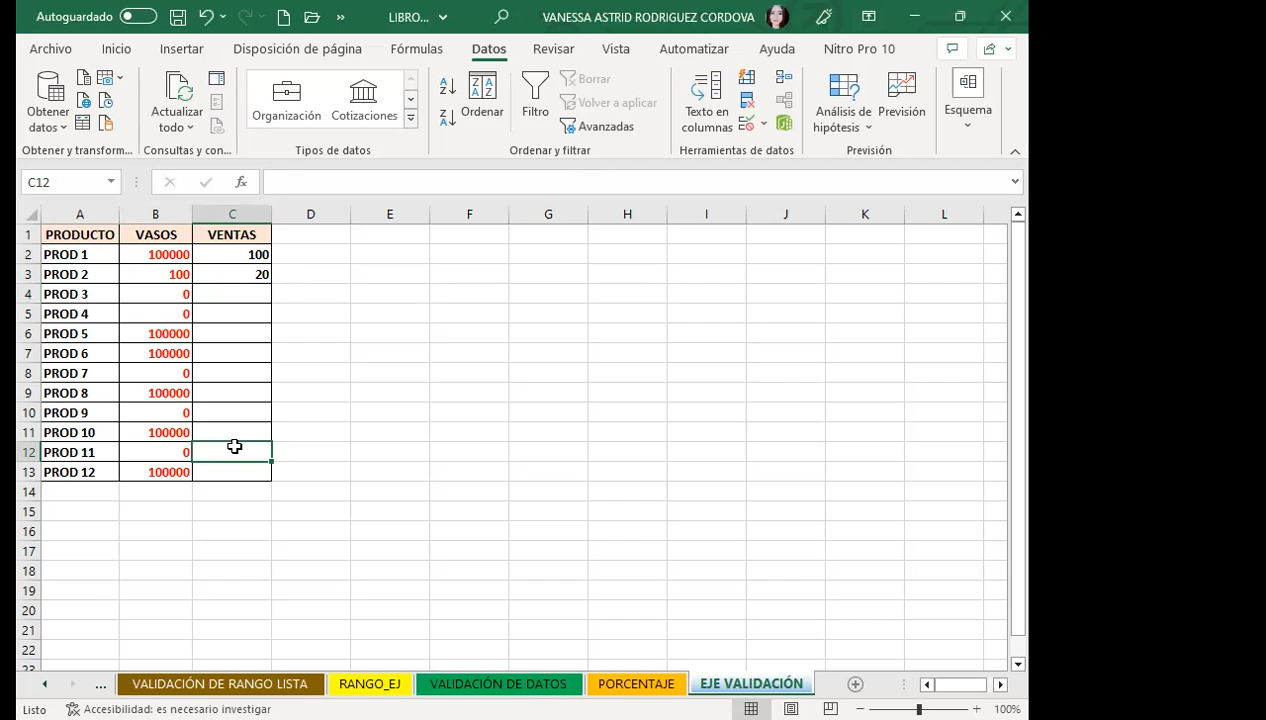 Autoguardado LIBRO... VANESSA ASTRID RODRIGUEZ CORDOVA
Archivo Inicio Insertar Disposición de página Fórmulas Datos Revisar Vista Automatizar Ayuda Nitro Pro 10
Obtener datos
Actualizar todo
Organización Cotizaciones
Ordenar
Filtro
Borrar
Volver a aplicar
Avanzadas
Texto en columnas
Análisis de hipótesis
Previsión
Esquema
Obtener y transform... Consultas y con... Tipos de datos Ordenar y filtrar Herramientas de datos Previsión
C12 fx
A B C D E F G H I J K L
1 PRODUCTO VASOS VENTAS
2 PROD 1 100000 100
3 PROD 2 100 20
4 PROD 3 0
5 PROD 4 0
6 PROD 5 100000
7 PROD 6 100000
8 PROD 7 0
9 PROD 8 100000
10 PROD 9 0
11 PROD 10 100000
12 PROD 11 0
13 PROD 12 100000
14
15
16
17
18
19
20
21
22
23
... VALIDACIÓN DE RANGO LISTA RANGO_EJ VALIDACIÓN DE DATOS PORCENTAJE EJE VALIDACIÓN
Listo Accesibilidad: es necesario investigar 100%